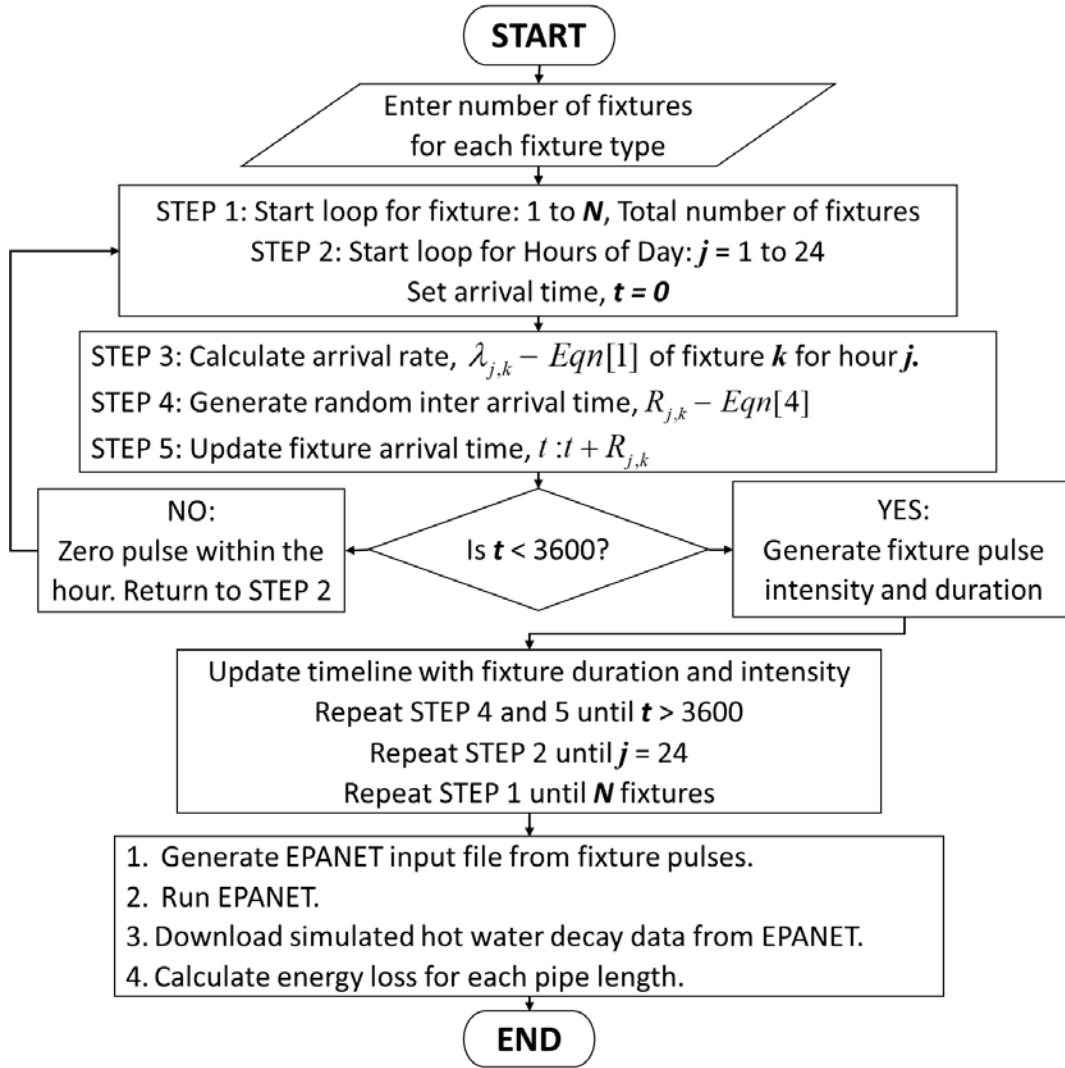 START
Enter number of fixtures
for each fixture type
STEP 1: Start loop for fixture: 1 to N, Total number of fixtures
STEP 2: Start loop for Hours of Day: j = 1 to 24
Set arrival time, t = 0
STEP 3: Calculate arrival rate, λj,k − Eqn[1] of fixture k for hour j.
STEP 4: Generate random inter arrival time, Rj,k − Eqn[4]
STEP 5: Update fixture arrival time, t :t + Rj,k
NO:
Zero pulse within the
hour. Return to STEP 2
Is t < 3600?
YES:
Generate fixture pulse
intensity and duration
Update timeline with fixture duration and intensity
Repeat STEP 4 and 5 until t > 3600
Repeat STEP 2 until j = 24
Repeat STEP 1 until N fixtures
1. Generate EPANET input file from fixture pulses.
2. Run EPANET.
3. Download simulated hot water decay data from EPANET.
4. Calculate energy loss for each pipe length.
END